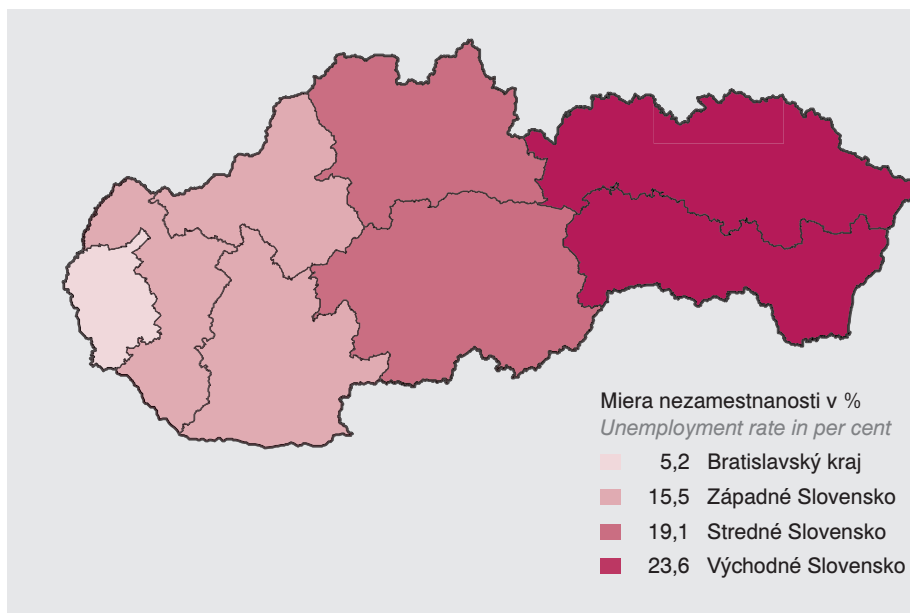 Miera nezamestnanosti v %
Unemployment rate in per cent
5,2 Bratislavský kraj
15,5 Západné Slovensko
19,1 Stredné Slovensko
23,6 Východné Slovensko